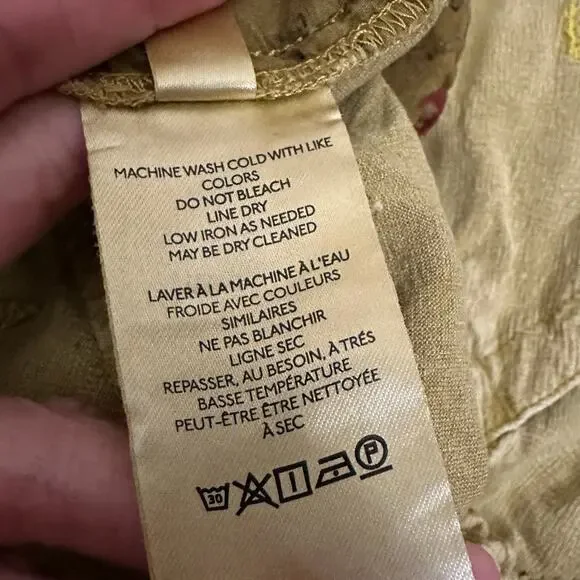 MACHINE WASH COLD WITH LIKE
COLORS
DO NOT BLEACH
LINE DRY
LOW IRON AS NEEDED
MAY BE DRY CLEANED
LAVER À LA MACHINE À L'EAU
FROIDE AVEC COULEURS
SIMILAIRES
NE PAS BLANCHIR
LIGNE SEC
REPASSER, AU BESOIN, À TRÉS
BASSE TEMPÉRATURE
PEUT-ÊTRE ÊTRE NETTOYÉE
À SEC
30 P